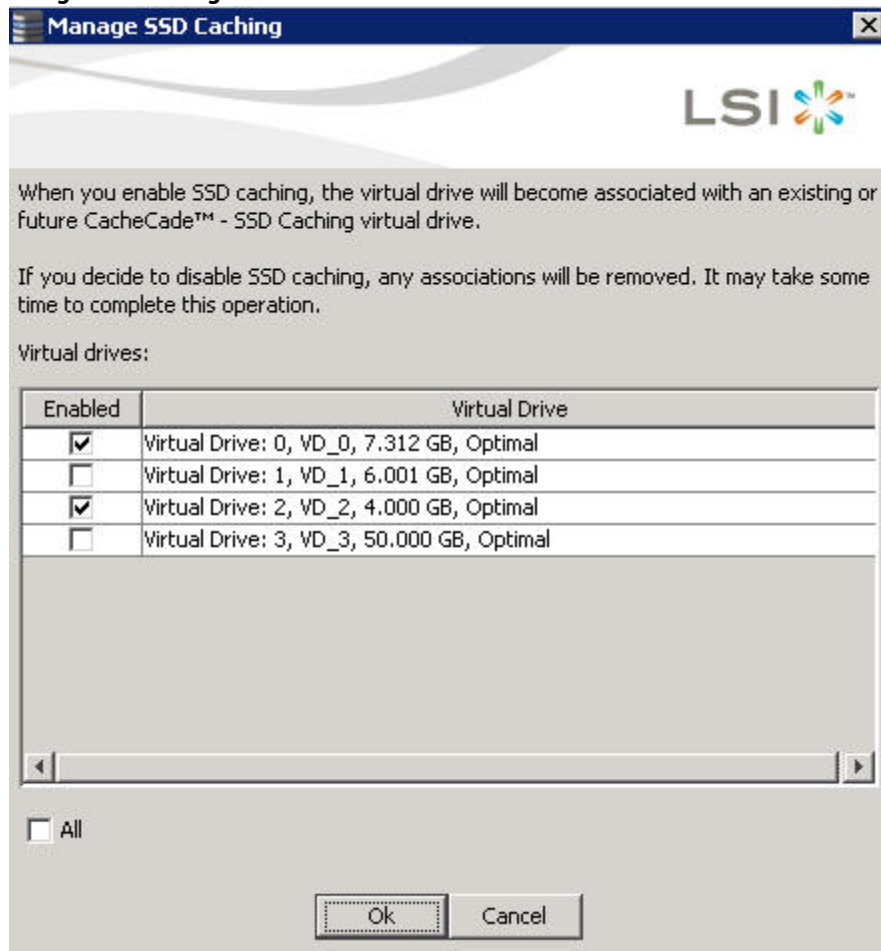 Manage SSD Caching
LSI
When you enable SSD caching, the virtual drive will become associated with an existing or
future CacheCade™ - SSD Caching virtual drive.
If you decide to disable SSD caching, any associations will be removed. It may take some
time to complete this operation.
Virtual drives:
Enabled Virtual Drive
Virtual Drive: 0, VD_0, 7.312 GB, Optimal
Virtual Drive: 1, VD_1, 6.001 GB, Optimal
Virtual Drive: 2, VD_2, 4.000 GB, Optimal
Virtual Drive: 3, VD_3, 50.000 GB, Optimal
All
Ok Cancel